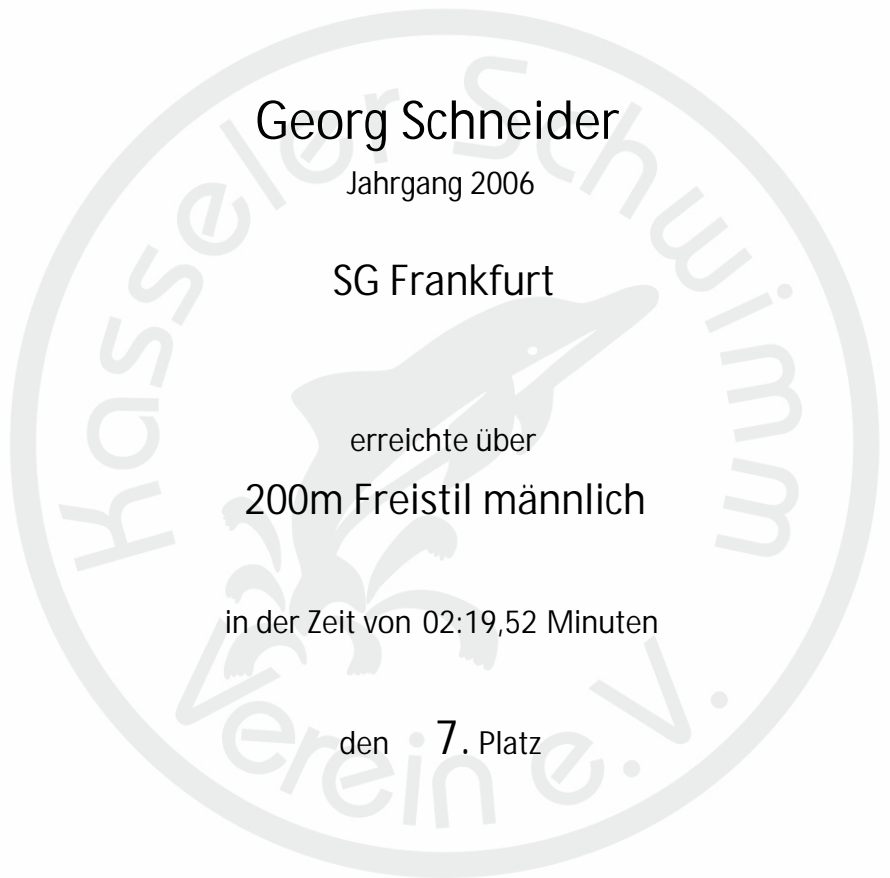 Kasseler Schwimm
Verein e.V.
Georg Schneider
Jahrgang 2006
SG Frankfurt
erreichte über
200m Freistil männlich
in der Zeit von 02:19,52 Minuten
den 7. Platz